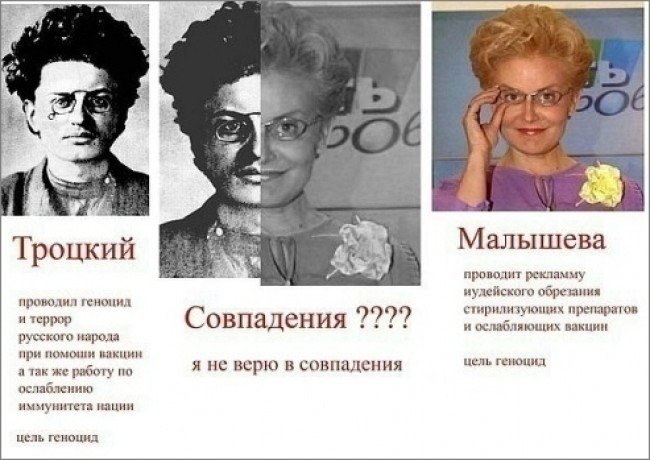 Троцкий
проводил геноцид
и террор
русского народа
при помоши вакцин
а так же работу по
ослаблению
иммунитета нации
цель геноцид
Совпадения ????
я не верю в совпадения
Малышева
проводит рекламму
иудейского обрезания
стирилизующих препаратов
и ослабляющих вакцин
цель геноцид